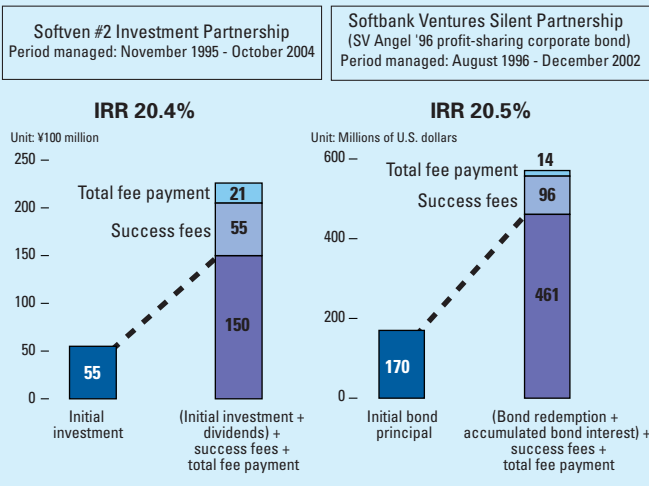 Softven #2 Investment Partnership
Period managed: November 1995 - October 2004
Softbank Ventures Silent Partnership
(SV Angel '96 profit-sharing corporate bond)
Period managed: August 1996 - December 2002
IRR 20.4%
Unit: ¥100 million
250
200
150
100
50
0
Total fee payment
21
Success fees
55
150
55
Initial
investment
(Initial investment +
dividends) +
success fees +
total fee payment
IRR 20.5%
Unit: Millions of U.S. dollars
600
400
200
0
Total fee payment
14
Success fees
96
461
170
Initial bond
principal
(Bond redemption +
accumulated bond interest) +
success fees +
total fee payment